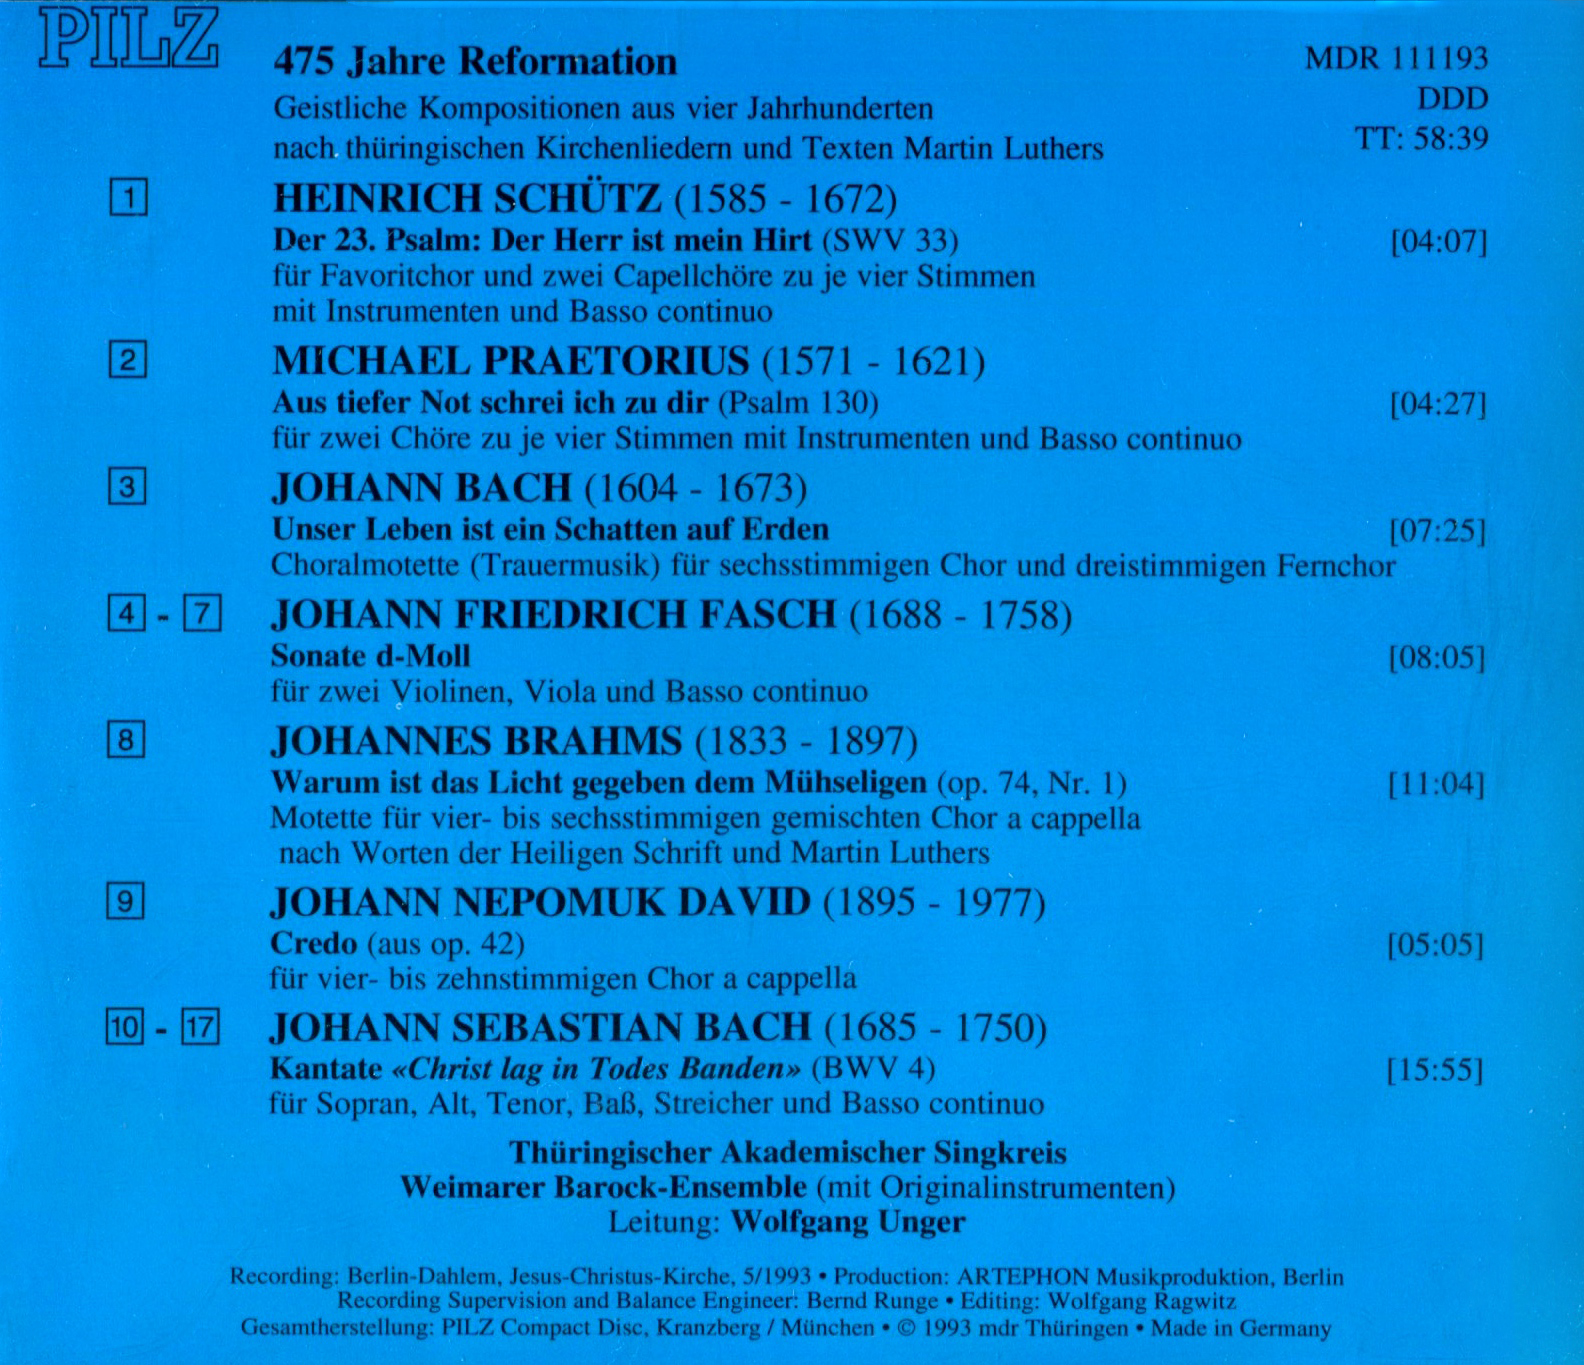 PILZ
475 Jahre Reformation
MDR 111193
Geistliche Kompositionen aus vier Jahrhunderten
DDD
nach thüringischen Kirchenliedern und Texten Martin Luthers
TT: 58:39
1 HEINRICH SCHÜTZ (1585 - 1672)
Der 23. Psalm: Der Herr ist mein Hirt (SWV 33) [04:07]
für Favoritchor und zwei Capellchöre zu je vier Stimmen
mit Instrumenten und Basso continuo
2 MICHAEL PRAETORIUS (1571 - 1621)
Aus tiefer Not schrei ich zu dir (Psalm 130) [04:27]
für zwei Chöre zu je vier Stimmen mit Instrumenten und Basso continuo
3 JOHANN BACH (1604 - 1673)
Unser Leben ist ein Schatten auf Erden [07:25]
Choralmotette (Trauermusik) für sechsstimmigen Chor und dreistimmigen Fernchor
4 - 7 JOHANN FRIEDRICH FASCH (1688 - 1758)
Sonate d-Moll [08:05]
für zwei Violinen, Viola und Basso continuo
8 JOHANNES BRAHMS (1833 - 1897)
Warum ist das Licht gegeben dem Mühseligen (op. 74, Nr. 1) [11:04]
Motette für vier- bis sechsstimmigen gemischten Chor a cappella
nach Worten der Heiligen Schrift und Martin Luthers
9 JOHANN NEPOMUK DAVID (1895 - 1977)
Credo (aus op. 42) [05:05]
für vier- bis zehnstimmigen Chor a cappella
10 - 17 JOHANN SEBASTIAN BACH (1685 - 1750)
Kantate «Christ lag in Todes Banden» (BWV 4) [15:55]
für Sopran, Alt, Tenor, Baß, Streicher und Basso continuo
Thüringischer Akademischer Singkreis
Weimarer Barock-Ensemble (mit Originalinstrumenten)
Leitung: Wolfgang Unger
Recording: Berlin-Dahlem, Jesus-Christus-Kirche, 5/1993 • Production: ARTEPHON Musikproduktion, Berlin
Recording Supervision and Balance Engineer: Bernd Runge • Editing: Wolfgang Ragwitz
Gesamtherstellung: PILZ Compact Disc, Kranzberg / München • © 1993 mdr Thüringen • Made in Germany